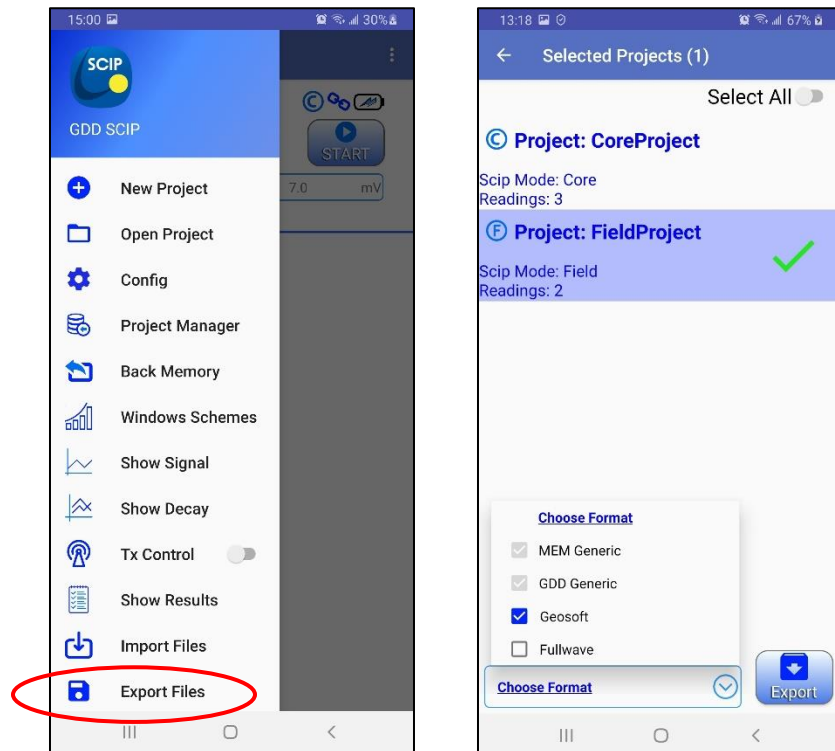 15:00 30%
SCIP
GDD SCIP
START
7.0 mV
New Project
Open Project
Config
Project Manager
Back Memory
Windows Schemes
Show Signal
Show Decay
Tx Control
Show Results
Import Files
Export Files
13:18 67%
Selected Projects (1)
Select All
C Project: CoreProject
Scip Mode: Core
Readings: 3
F Project: FieldProject
Scip Mode: Field
Readings: 2
Choose Format
MEM Generic
GDD Generic
Geosoft
Fullwave
Choose Format
Export